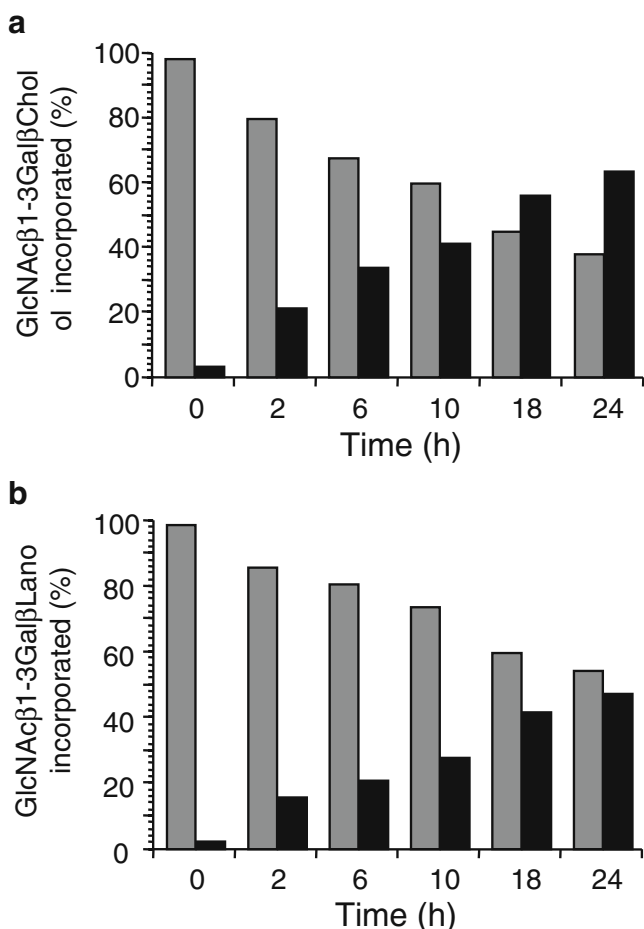 a
GlcNAcβ1-3GalβChol
ol incorporated (%)
100
80
60
40
20
0
0 2 6 10 18 24
Time (h)
b
GlcNAcβ1-3GalβLano
incorporated (%)
100
80
60
40
20
0
0 2 6 10 18 24
Time (h)